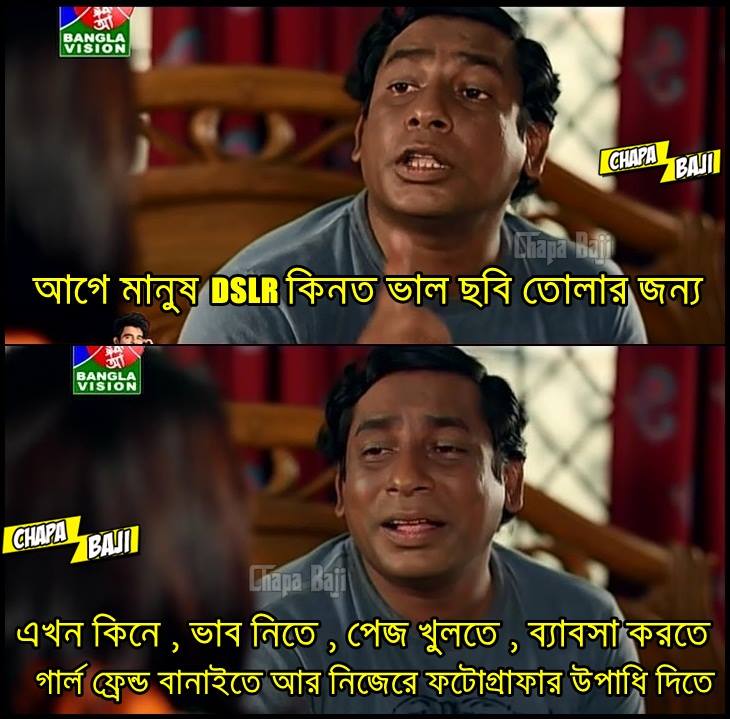 BANGLA
VISION
CHAPA
BAJI
Chapa Baji
আগে মানুষ DSLR কিনত ভাল ছবি তোলার জন্য
BANGLA
VISION
CHAPA
BAJI
Chapa Baji
এখন কিনে , ভাব নিতে , পেজ খুলতে , ব্যাবসা করতে
গার্ল ফ্রেন্ড বানাইতে আর নিজেরে ফটোগ্রাফার উপাধি দিতে